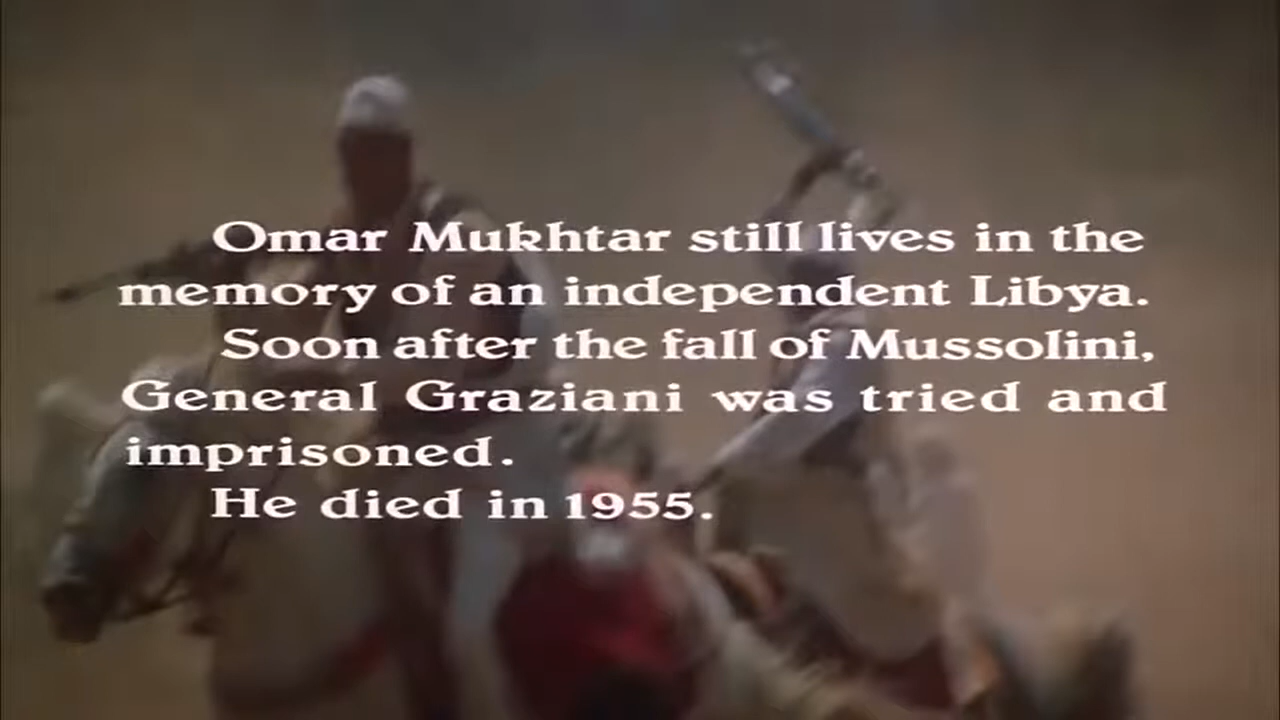 Omar Mukhtar still lives in the
memory of an independent Libya.
Soon after the fall of Mussolini,
General Graziani was tried and
imprisoned.
He died in 1955.